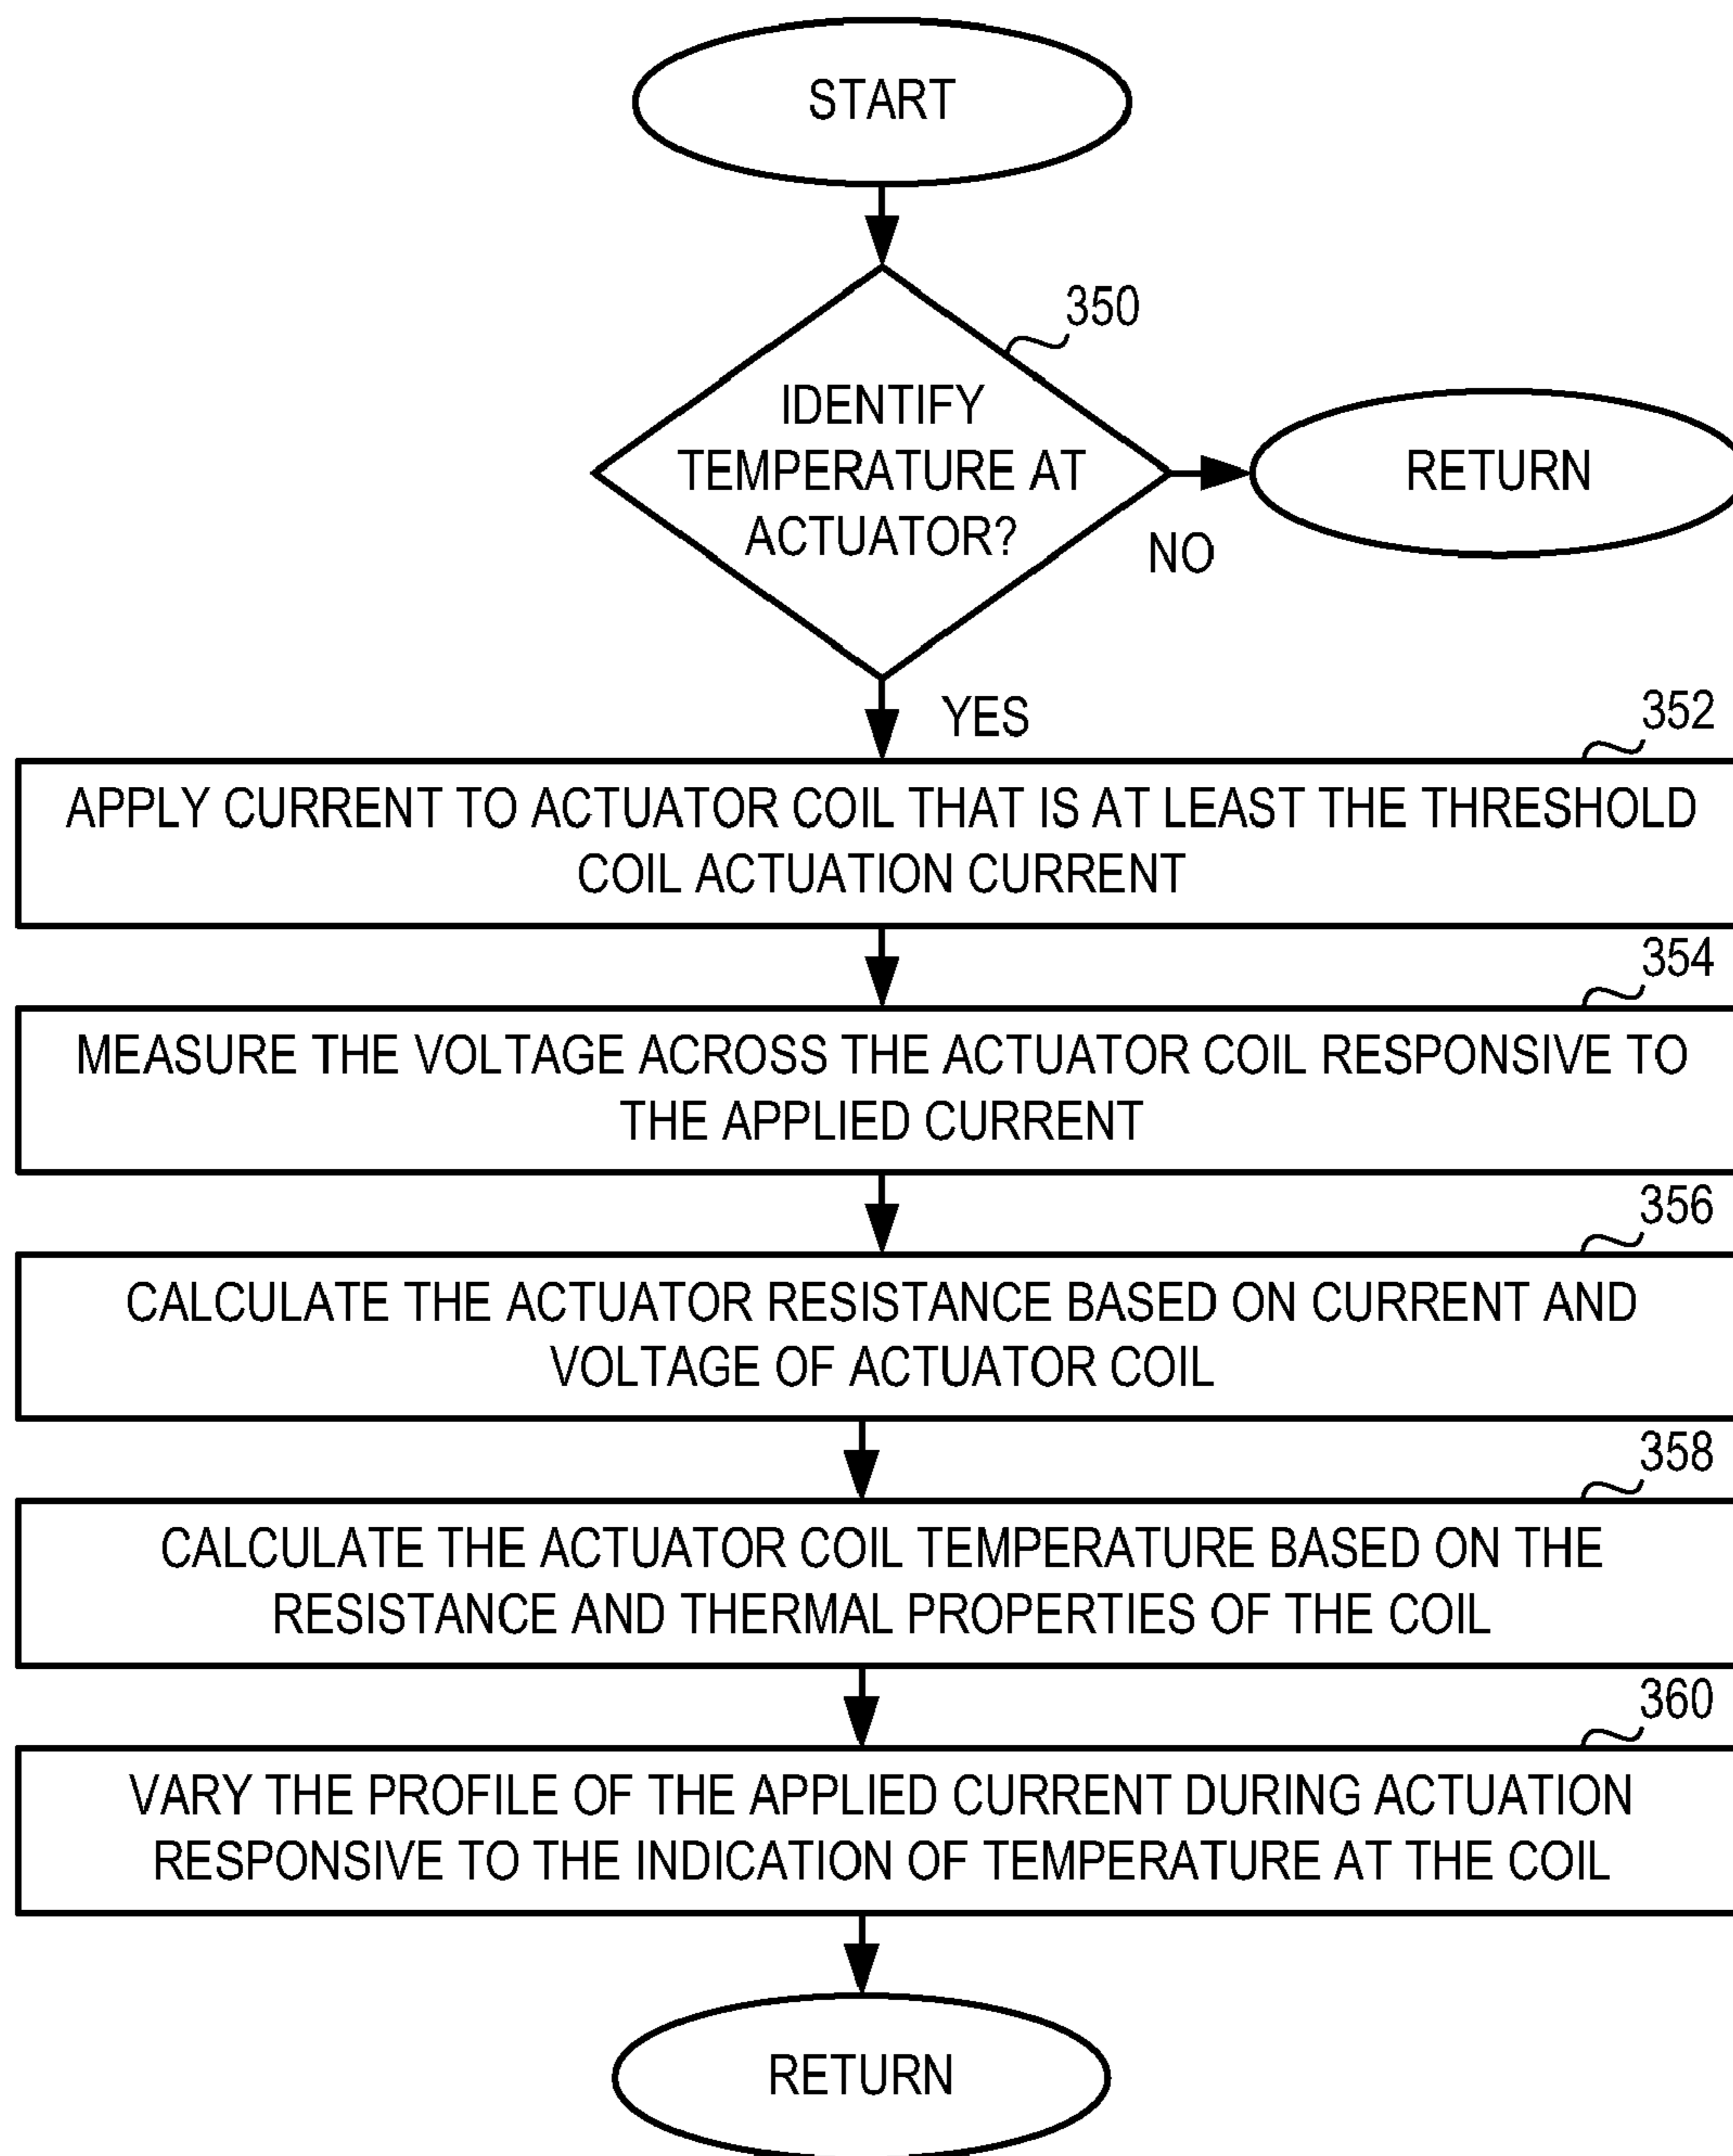 START
350
IDENTIFY
TEMPERATURE AT
ACTUATOR?
RETURN
NO
YES
352
APPLY CURRENT TO ACTUATOR COIL THAT IS AT LEAST THE THRESHOLD
COIL ACTUATION CURRENT
354
MEASURE THE VOLTAGE ACROSS THE ACTUATOR COIL RESPONSIVE TO
THE APPLIED CURRENT
356
CALCULATE THE ACTUATOR RESISTANCE BASED ON CURRENT AND
VOLTAGE OF ACTUATOR COIL
358
CALCULATE THE ACTUATOR COIL TEMPERATURE BASED ON THE
RESISTANCE AND THERMAL PROPERTIES OF THE COIL
360
VARY THE PROFILE OF THE APPLIED CURRENT DURING ACTUATION
RESPONSIVE TO THE INDICATION OF TEMPERATURE AT THE COIL
RETURN